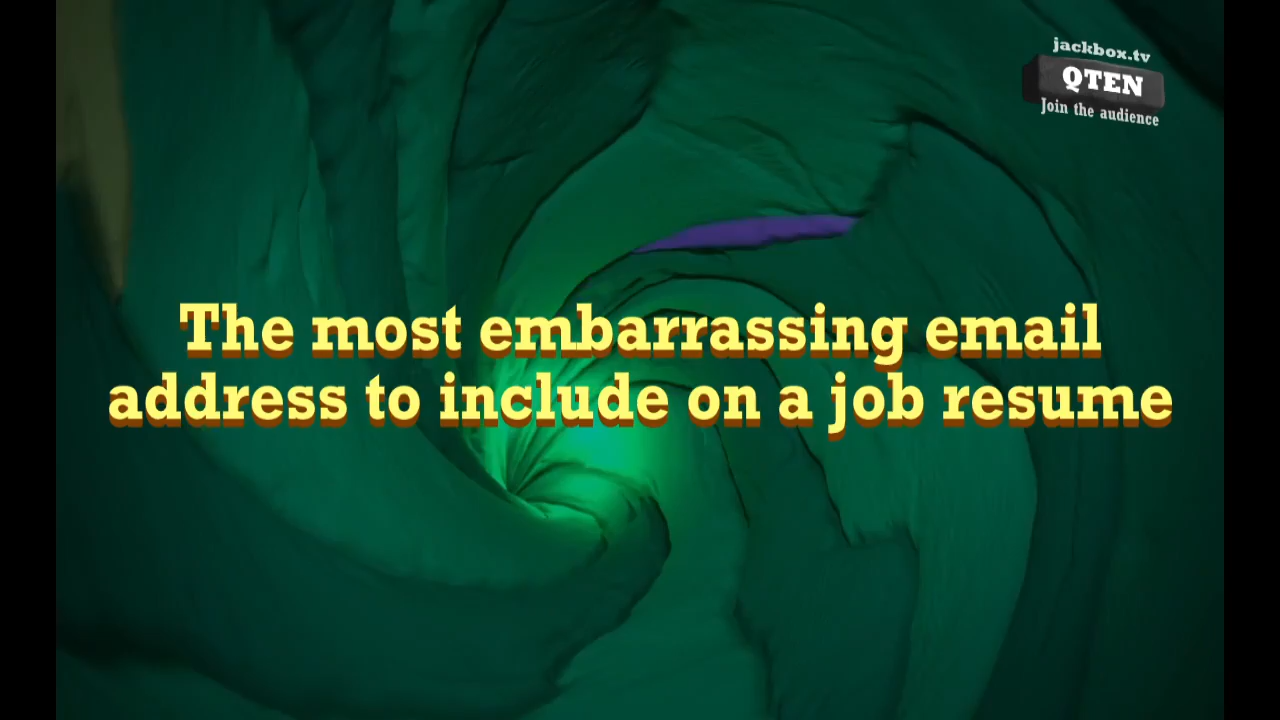 jackbox.tv
QTEN
Join the audience
The most embarrassing email
address to include on a job resume